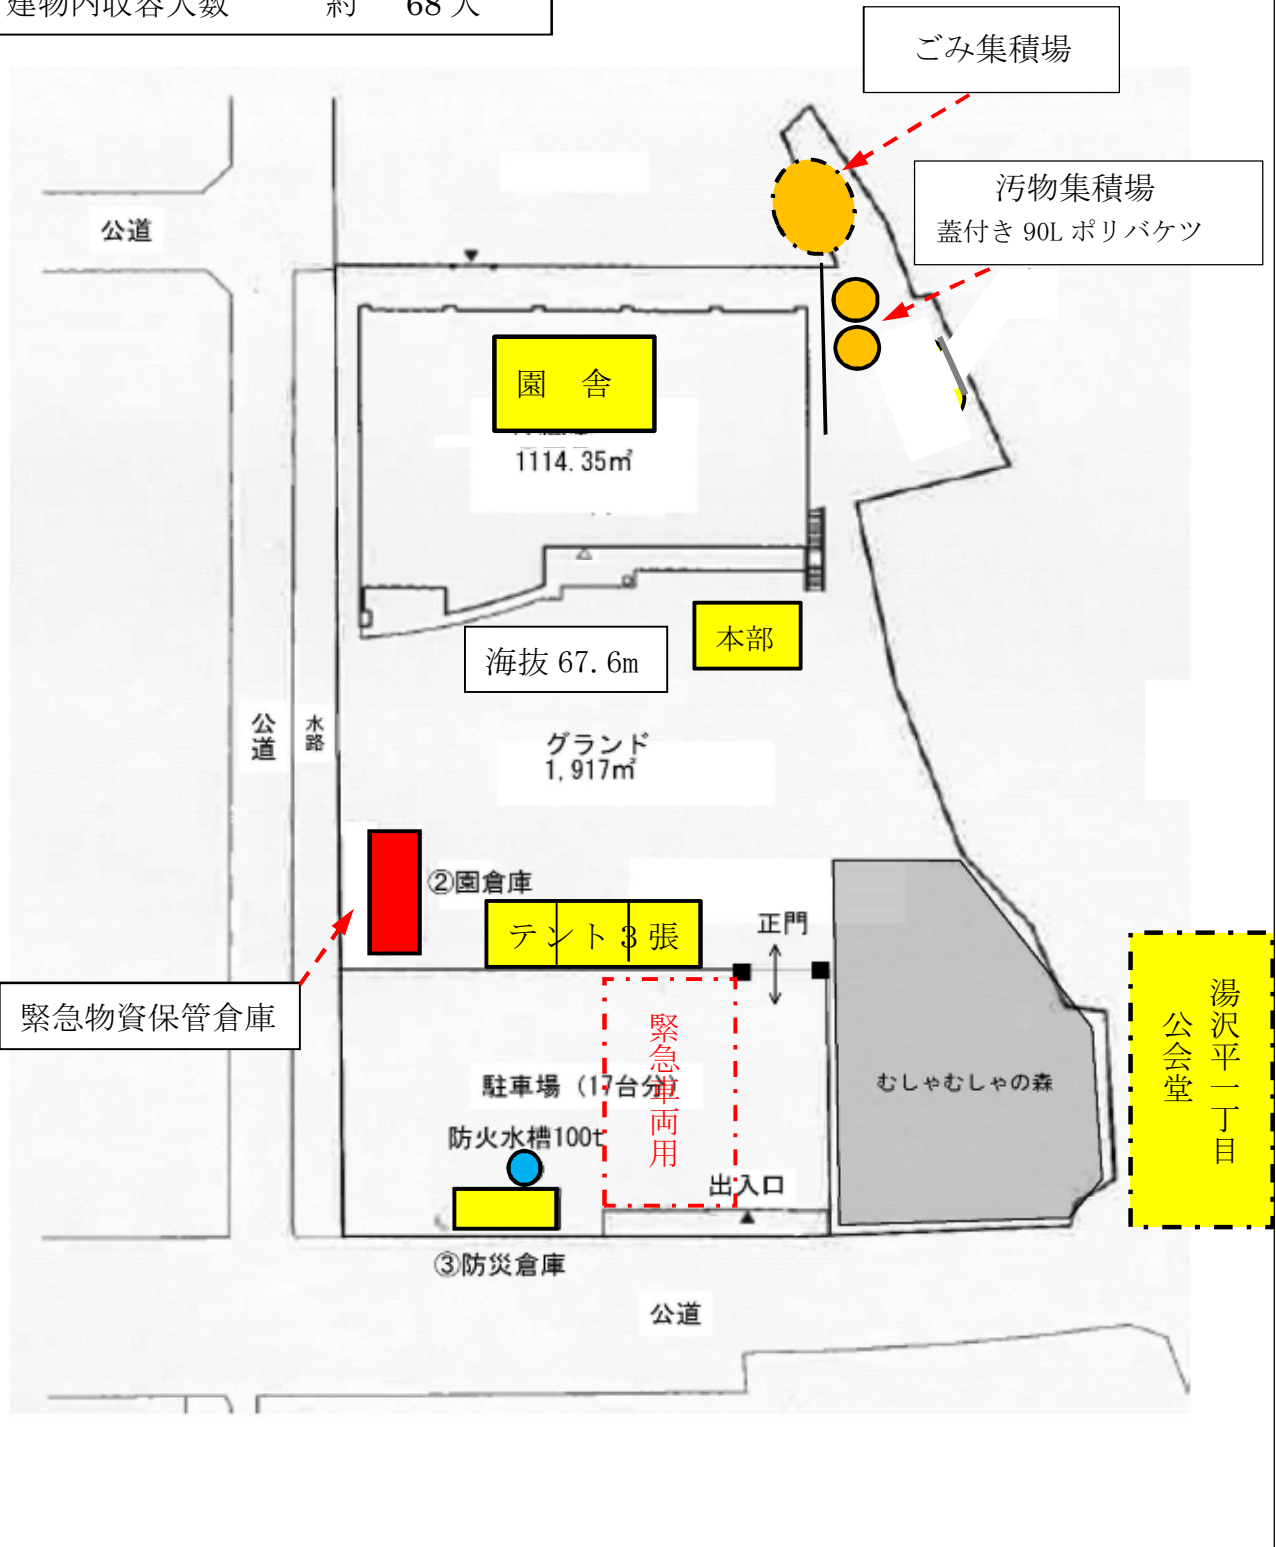 建物内収容人数 約 68人
ごみ集積場
汚物集積場
蓋付き 90L ポリバケツ
公道
園 舎
1114.35㎡
本部
海抜 67.6m
公道
水路
グランド
1,917㎡
②園倉庫
テント3張
正門
緊急物資保管倉庫
緊急車両用
駐車場（17台分）
防火水槽100t
むしゃむしゃの森
湯沢平一丁目
公会堂
出入口
③防災倉庫
公道